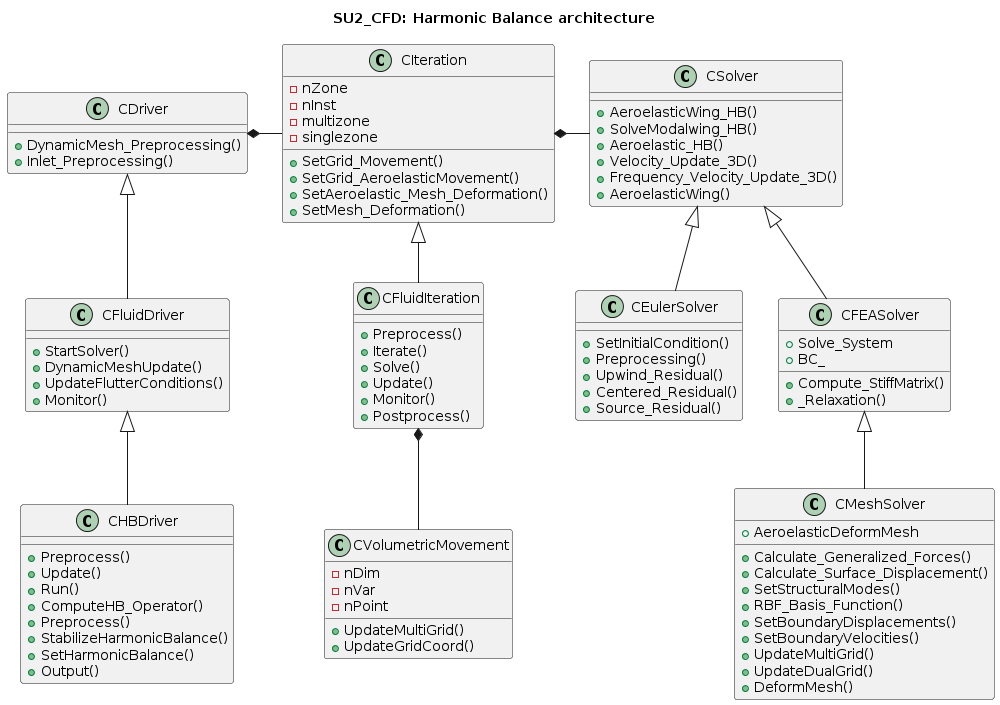 SU2_CFD: Harmonic Balance architecture
C CDriver
DynamicMesh_Preprocessing()
Inlet_Preprocessing()
C CIteration
nZone
nInst
multizone
singlezone
SetGrid_Movement()
SetGrid_AeroelasticMovement()
SetAeroelastic_Mesh_Deformation()
SetMesh_Deformation()
C CSolver
AeroelasticWing_HB()
SolveModalwing_HB()
Aeroelastic_HB()
Velocity_Update_3D()
Frequency_Velocity_Update_3D()
AeroelasticWing()
C CFluidDriver
StartSolver()
DynamicMeshUpdate()
UpdateFlutterConditions()
Monitor()
C CFluidIteration
Preprocess()
Iterate()
Solve()
Update()
Monitor()
Postprocess()
C CEulerSolver
SetInitialCondition()
Preprocessing()
Upwind_Residual()
Centered_Residual()
Source_Residual()
C CFEASolver
Solve_System
BC_
Compute_StiffMatrix()
_Relaxation()
C CHBDriver
Preprocess()
Update()
Run()
ComputeHB_Operator()
Preprocess()
StabilizeHarmonicBalance()
SetHarmonicBalance()
Output()
C CVolumetricMovement
nDim
nVar
nPoint
UpdateMultiGrid()
UpdateGridCoord()
C CMeshSolver
AeroelasticDeformMesh
Calculate_Generalized_Forces()
Calculate_Surface_Displacement()
SetStructuralModes()
RBF_Basis_Function()
SetBoundaryDisplacements()
SetBoundaryVelocities()
UpdateMultiGrid()
UpdateDualGrid()
DeformMesh()